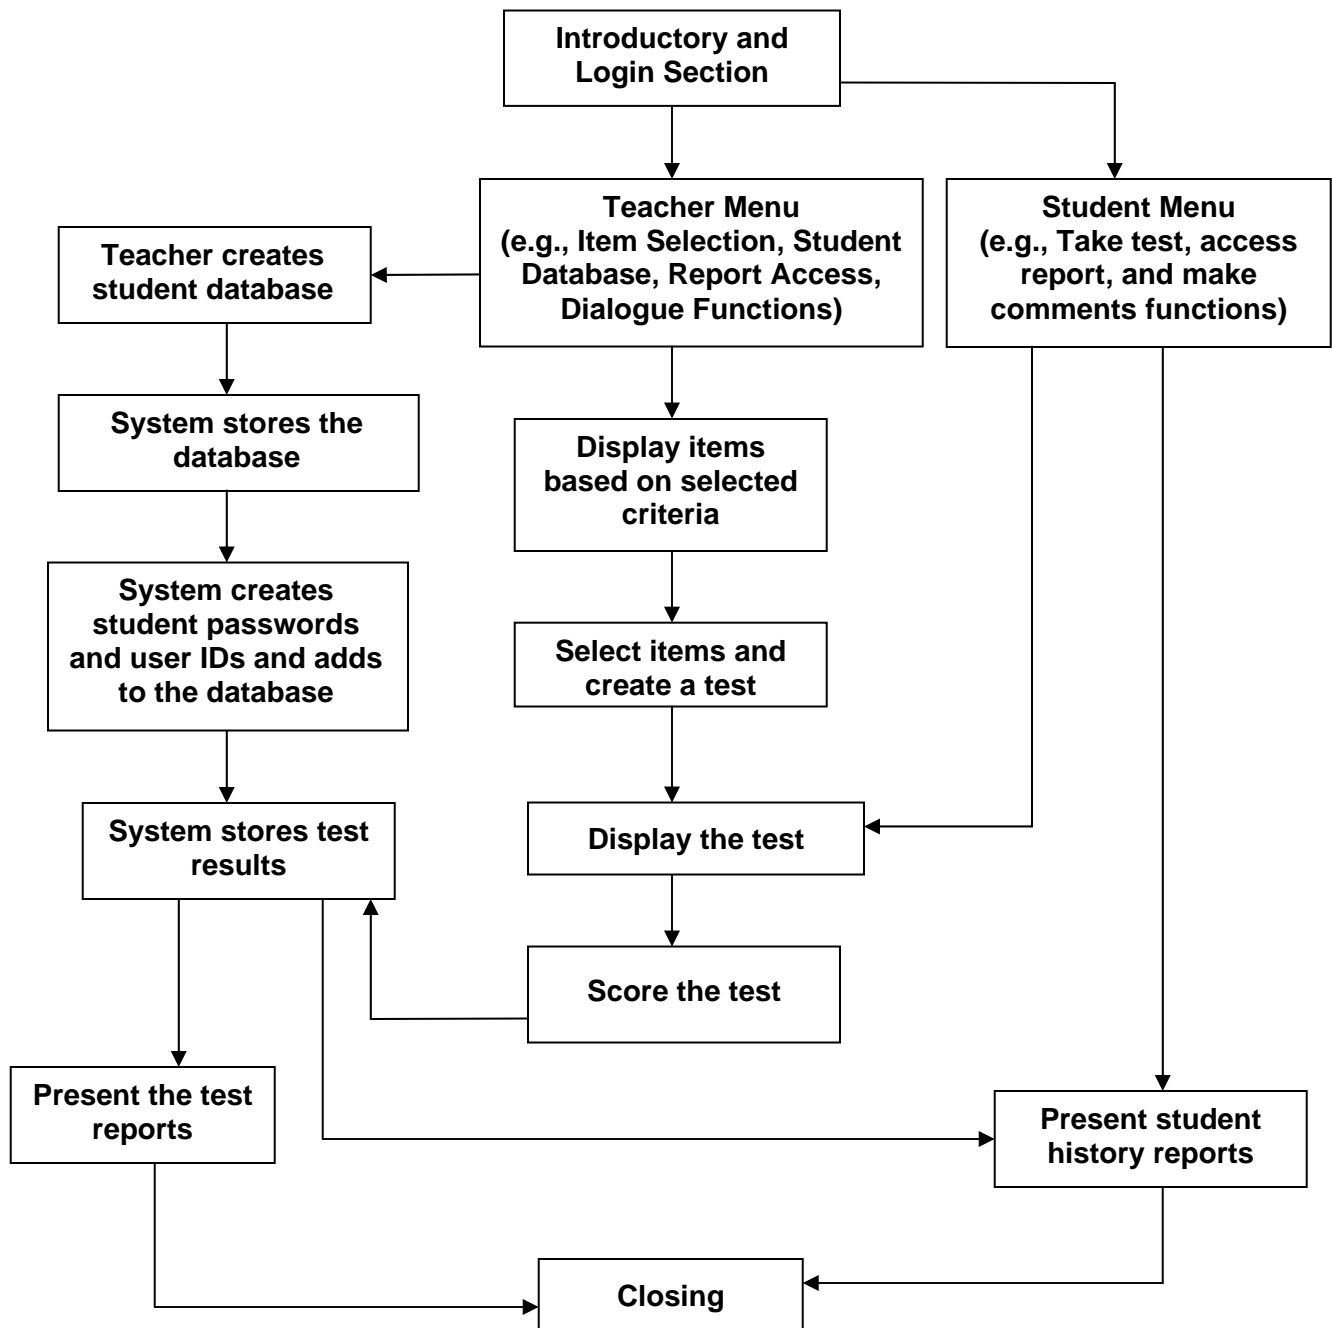 Introductory and
Login Section
Teacher Menu
(e.g., Item Selection, Student
Database, Report Access,
Dialogue Functions)
Student Menu
(e.g., Take test, access
report, and make
comments functions)
Teacher creates
student database
System stores the
database
Display items
based on selected
criteria
System creates
student passwords
and user IDs and adds
to the database
Select items and
create a test
System stores test
results
Display the test
Score the test
Present the test
reports
Present student
history reports
Closing